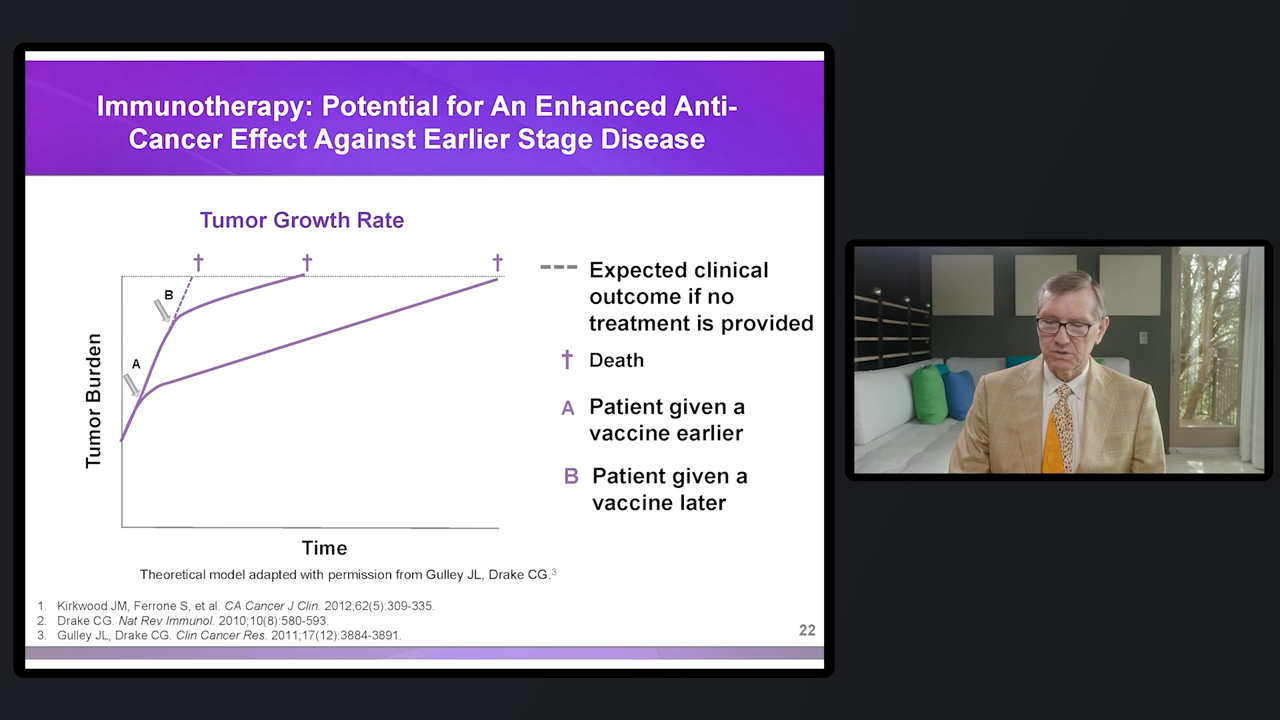 Immunotherapy: Potential for An Enhanced Anti-
Cancer Effect Against Earlier Stage Disease
Tumor Growth Rate
† † †
B
A
Tumor Burden
Time
Expected clinical
outcome if no
treatment is provided
† Death
A Patient given a
vaccine earlier
B Patient given a
vaccine later
Theoretical model adapted with permission from Gulley JL, Drake CG.3
1. Kirkwood JM, Ferrone S, et al. CA Cancer J Clin. 2012;62(5):309-335.
2. Drake CG. Nat Rev Immunol. 2010;10(8):580-593.
3. Gulley JL, Drake CG. Clin Cancer Res. 2011;17(12):3884-3891.
22